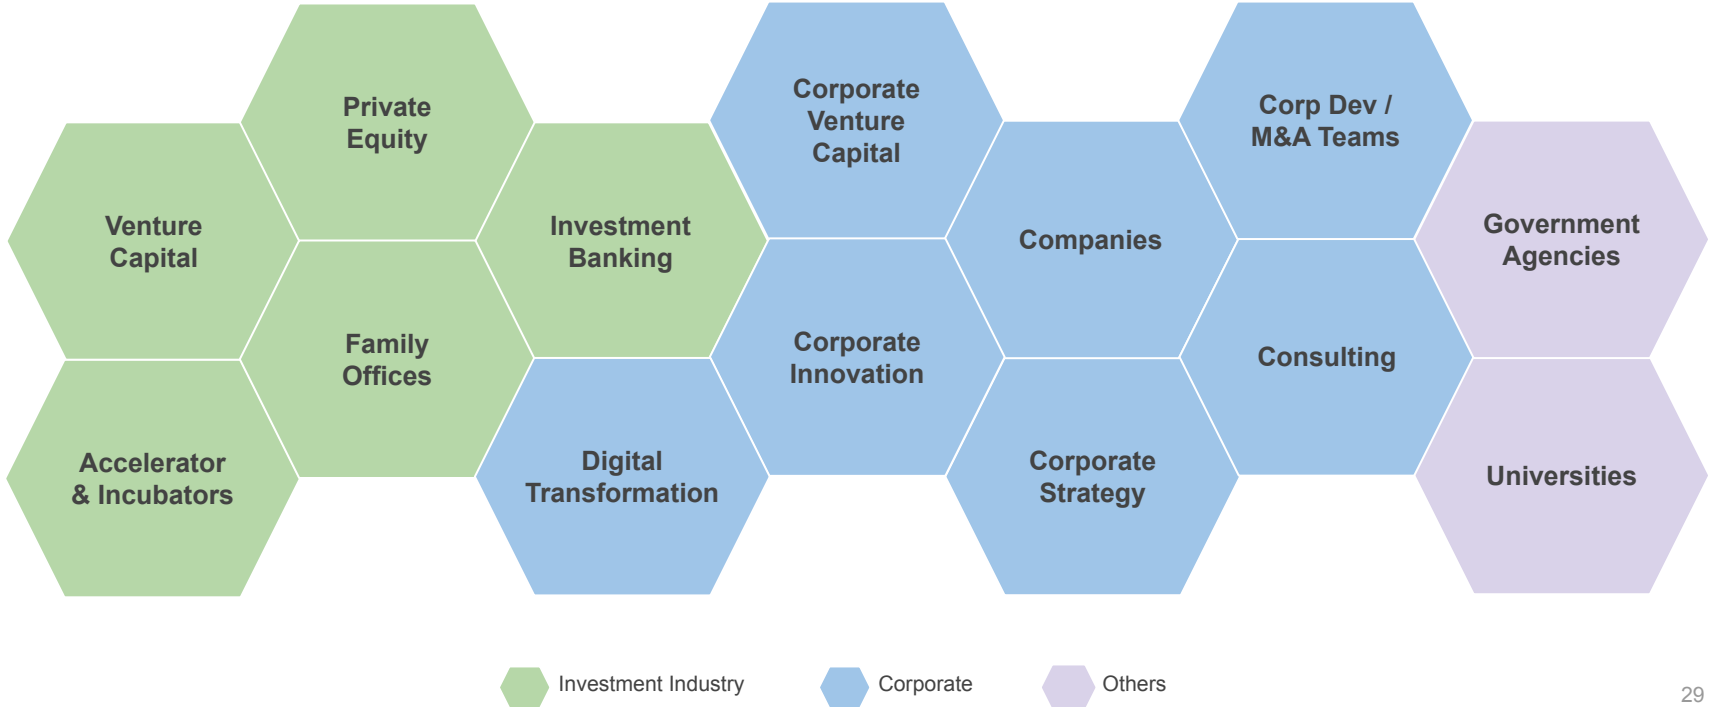 Private
Equity
Corporate
Venture
Capital
Corp Dev /
M&A Teams
Venture
Capital
Investment
Banking
Companies
Government
Agencies
Family
Offices
Corporate
Innovation
Consulting
Accelerator
& Incubators
Digital
Transformation
Corporate
Strategy
Universities
Investment Industry
Corporate
Others
29